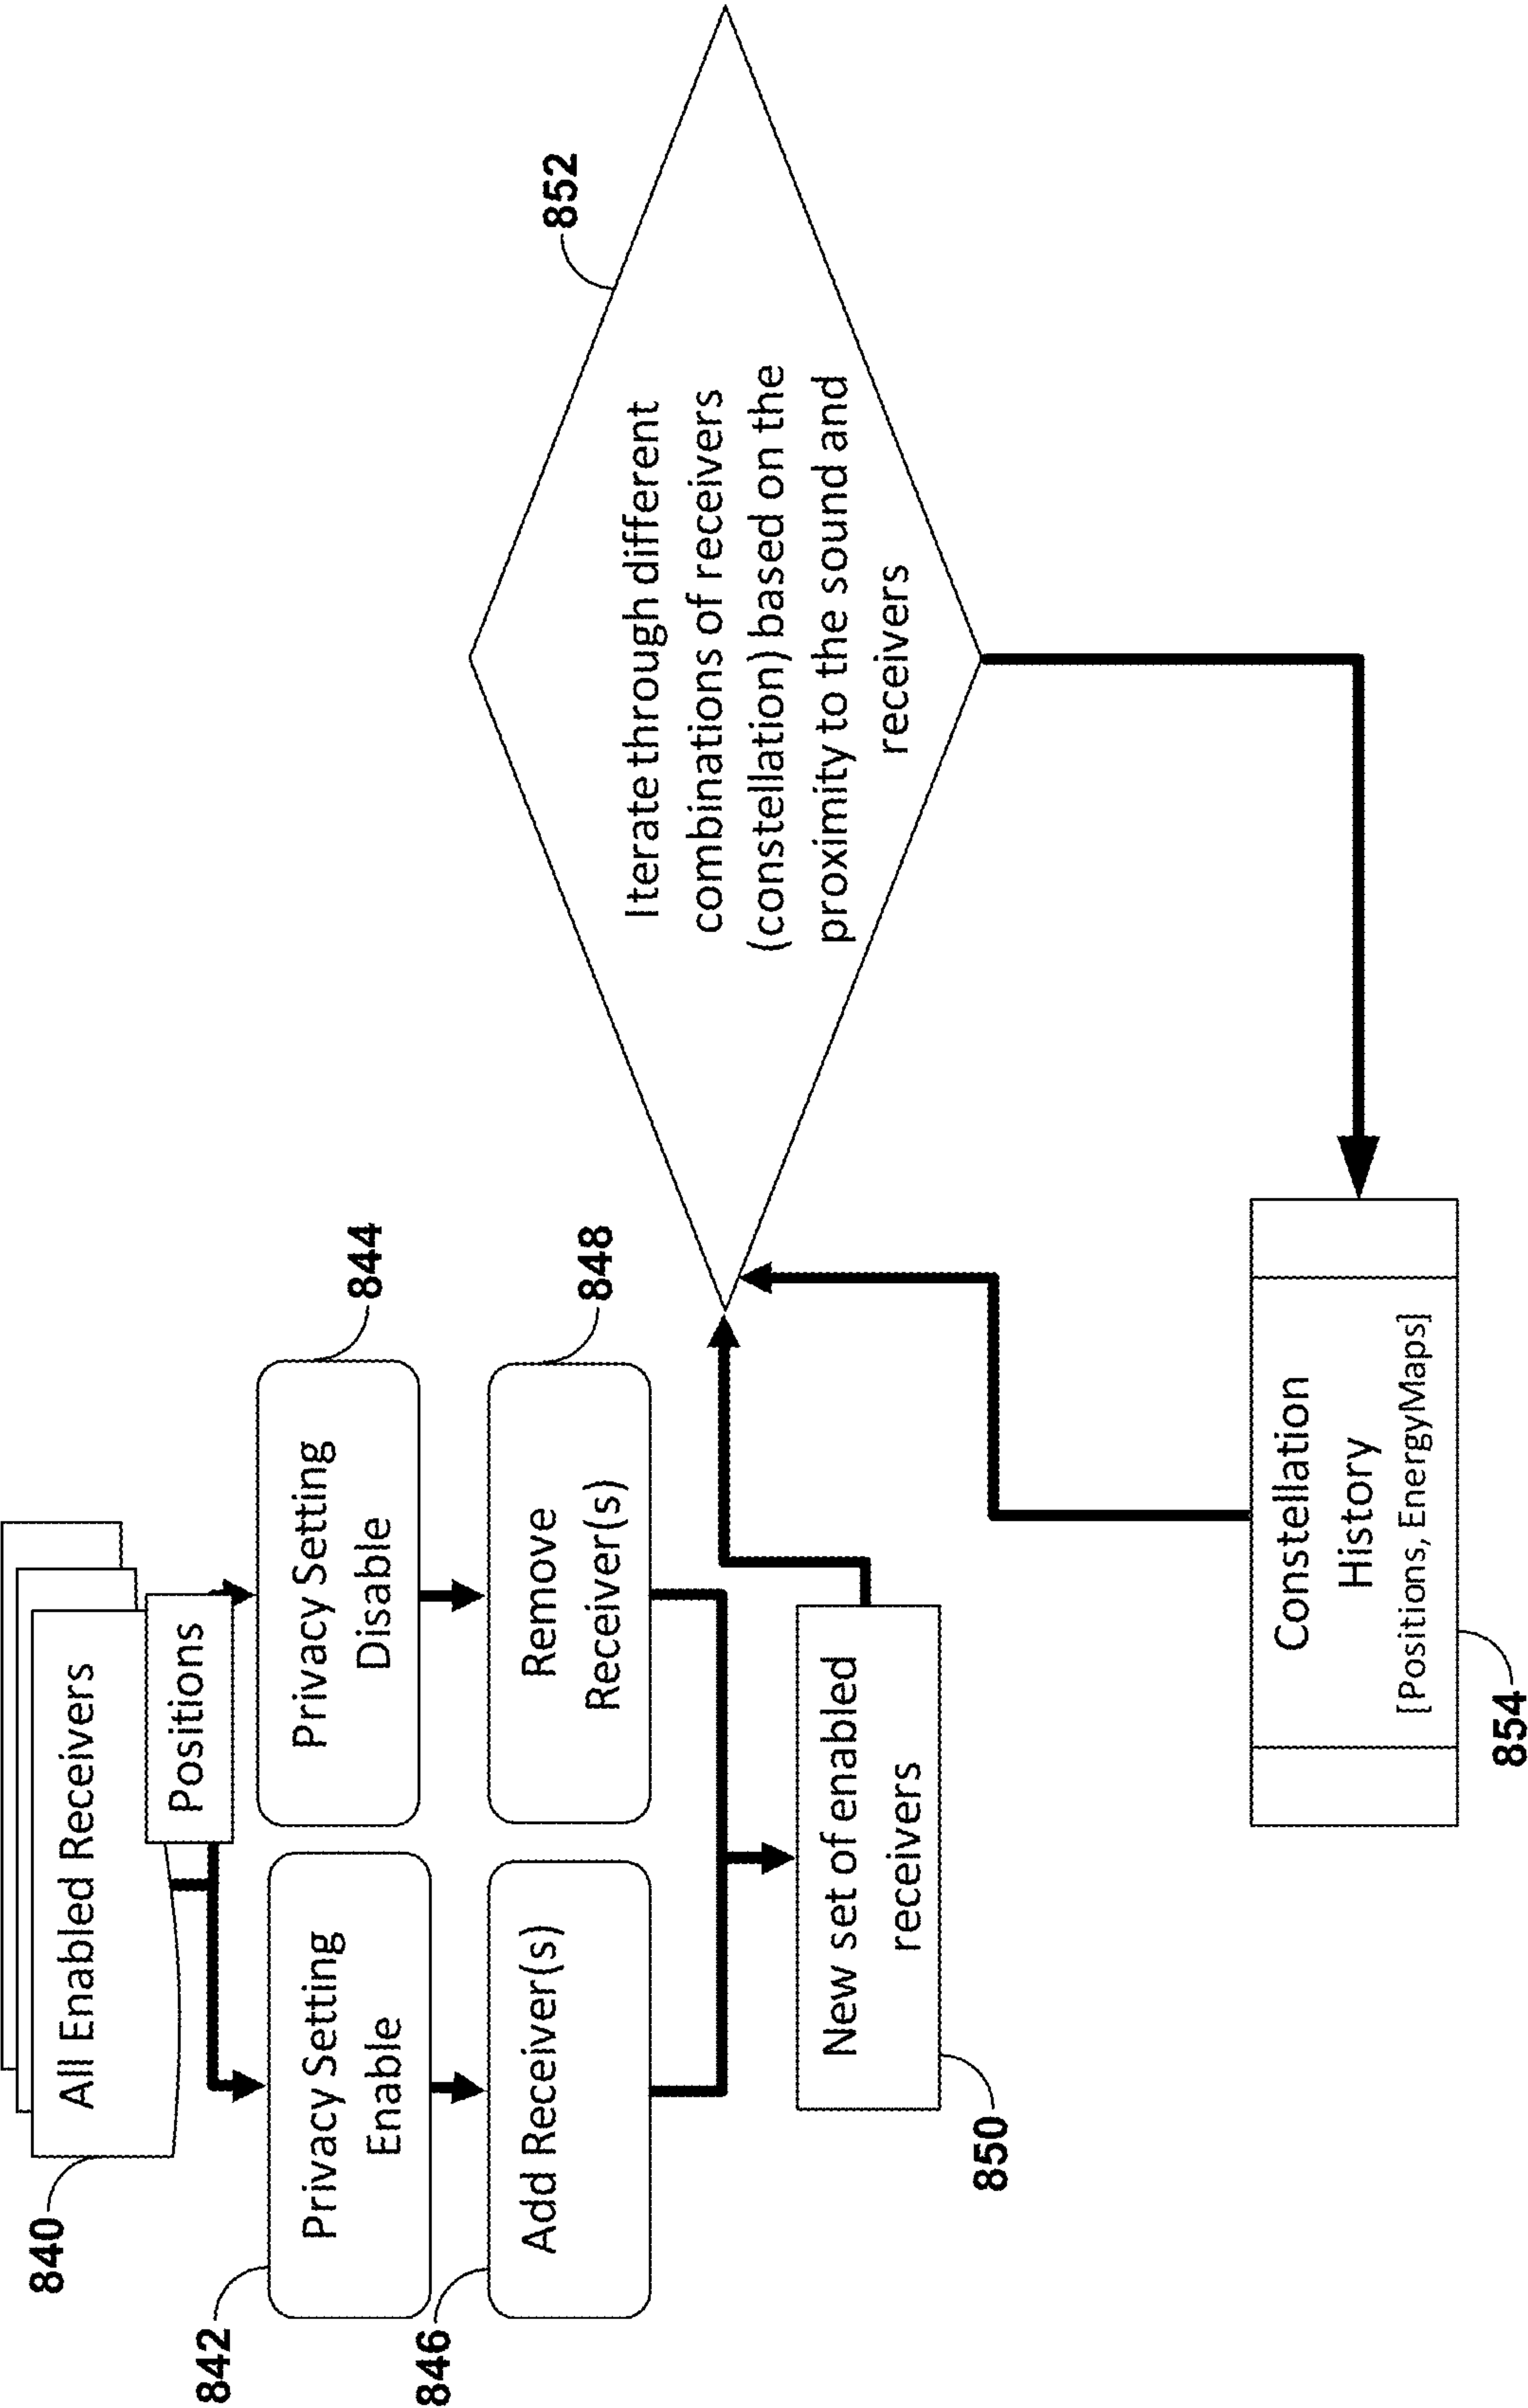 840
All Enabled Receivers
Positions
842
Privacy Setting
Enable
844
Privacy Setting
Disable
846
Add Receiver(s)
848
Remove
Receiver(s)
850
New set of enabled
receivers
852
Iterate through different
combinations of receivers
(constellation) based on the
proximity to the sound and
receivers
Constellation
History
[Positions, EnergyMaps]
854